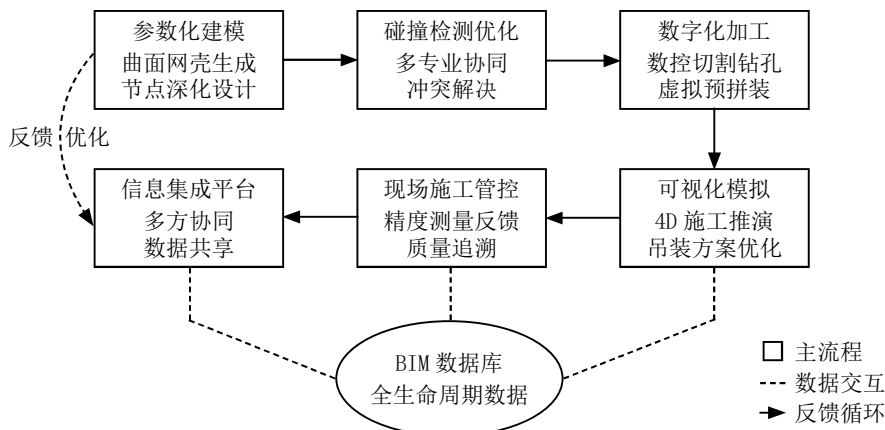 参数化建模
曲面网壳生成
节点深化设计
碰撞检测优化
多专业协同
冲突解决
数字化加工
数控切割钻孔
虚拟预拼装
反馈 优化
信息集成平台
多方协同
数据共享
现场施工管控
精度测量反馈
质量追溯
可视化模拟
4D 施工推演
吊装方案优化
BIM 数据库
全生命周期数据
主流程
数据交互
反馈循环